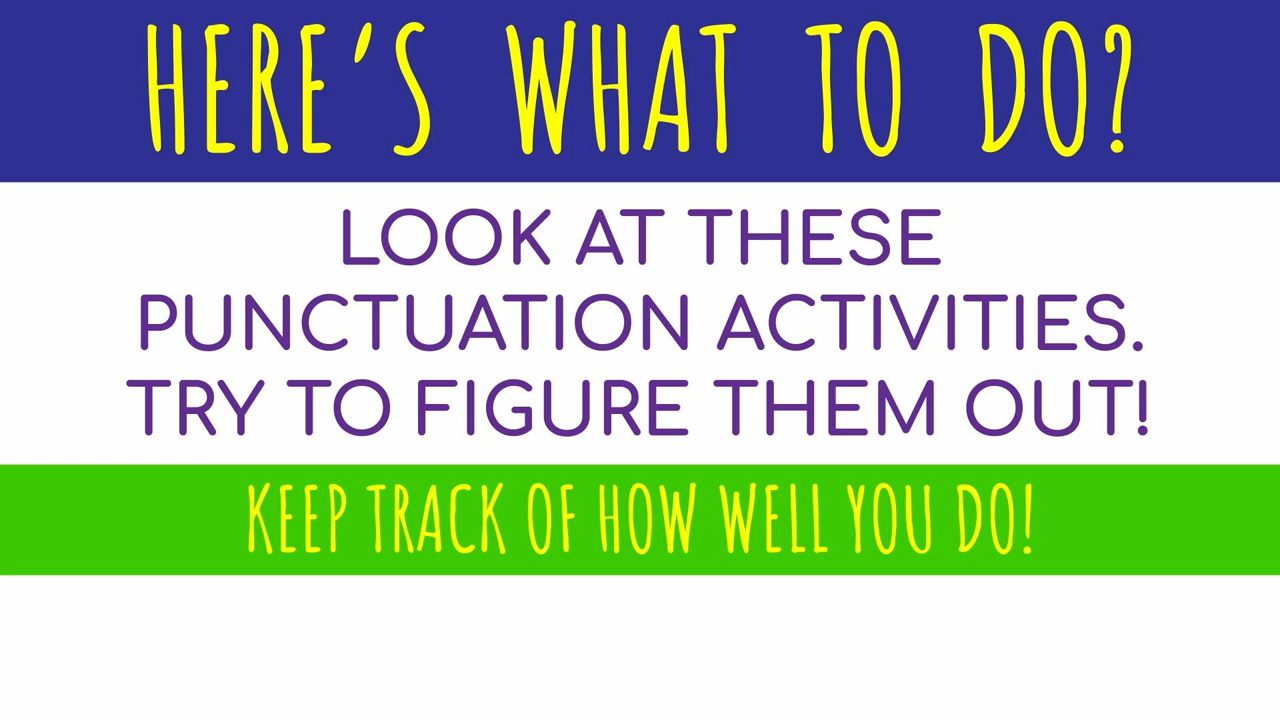 HERE'S WHAT TO DO?
LOOK AT THESE
PUNCTUATION ACTIVITIES.
TRY TO FIGURE THEM OUT!
KEEP TRACK OF HOW WELL YOU DO!